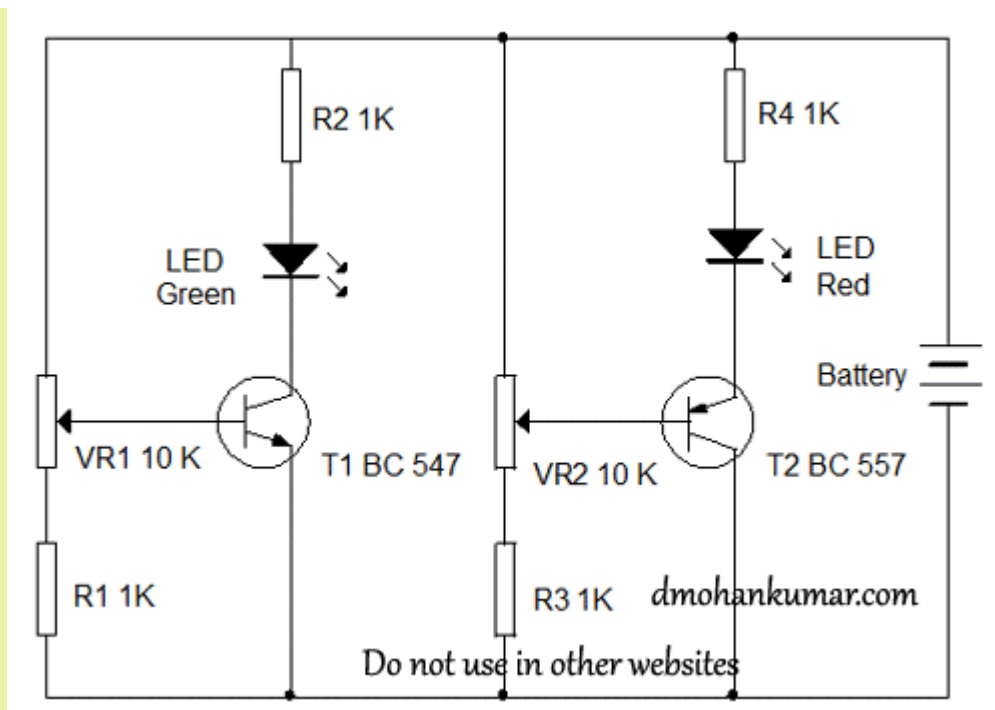 R2 1K
R4 1K
LED
Green
LED
Red
Battery
VR1 10 K
T1 BC 547
VR2 10 K
T2 BC 557
R1 1K
R3 1K
dmohankumar.com
Do not use in other websites